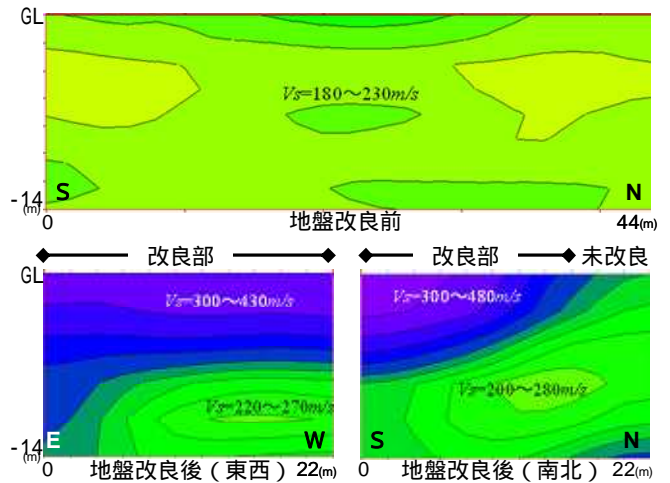 GL
Vs=180～230m/s
S N
-14
(m)
0 地盤改良前 44(m)
改良部 改良部 未改良
GL
Vs=300～430m/s Vs=300～480m/s
Vs=220～270m/s Vs=200～280m/s
E W S N
-14
(m)
0 地盤改良後（東西）22(m) 0 地盤改良後（南北） 22(m)